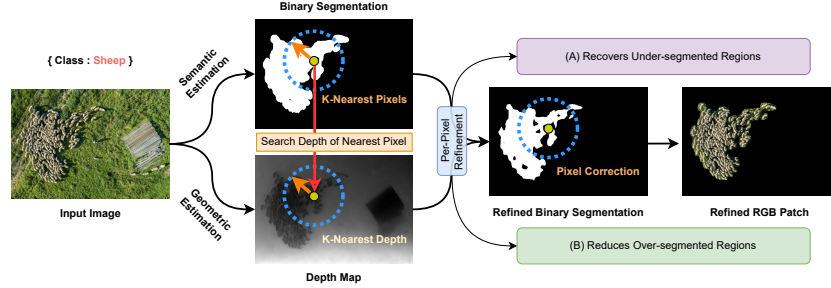 { Class : Sheep }
Input Image
Semantic
Estimation
Geometric
Estimation
Binary Segmentation
K-Nearest Pixels
Search Depth of Nearest Pixel
K-Nearest Depth
Depth Map
Per-Pixel
Refinement
(A) Recovers Under-segmented Regions
Pixel Correction
Refined Binary Segmentation
Refined RGB Patch
(B) Reduces Over-segmented Regions